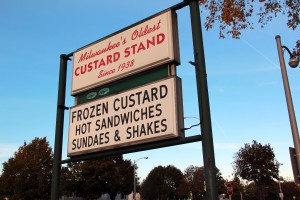 Milwaukee's Oldest
CUSTARD STAND
Since 1938
FROZEN CUSTARD
HOT SANDWICHES
SUNDAES & SHAKES